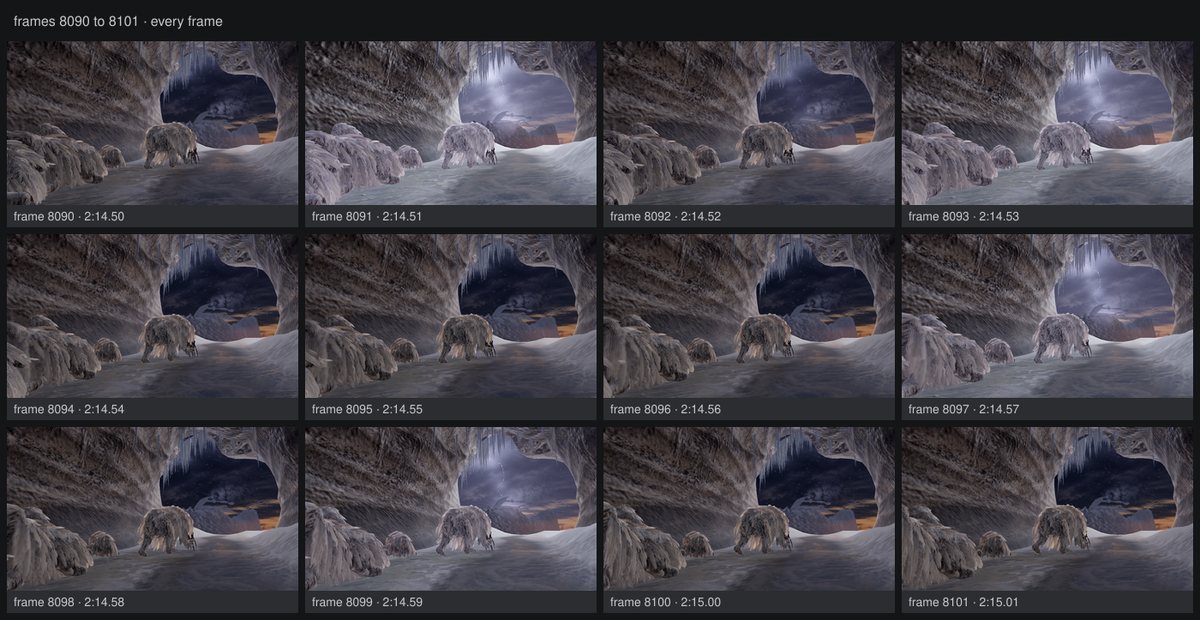 frames 8090 to 8101 · every frame
frame 8090 · 2:14.50
frame 8091 · 2:14.51
frame 8092 · 2:14.52
frame 8093 · 2:14.53
frame 8094 · 2:14.54
frame 8095 · 2:14.55
frame 8096 · 2:14.56
frame 8097 · 2:14.57
frame 8098 · 2:14.58
frame 8099 · 2:14.59
frame 8100 · 2:15.00
frame 8101 · 2:15.01